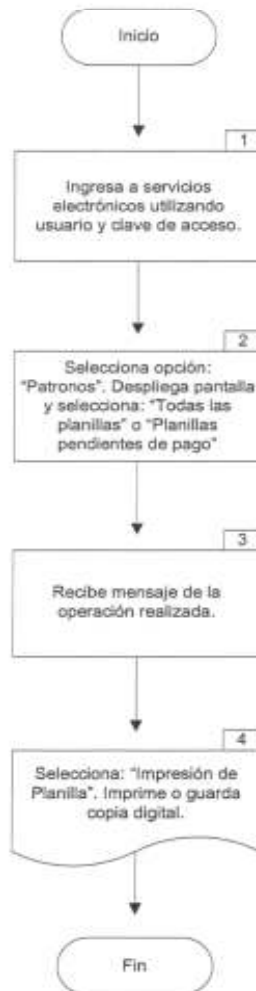 Inicio
1
Ingresa a servicios
electrónicos utilizando
usuario y clave de acceso.
2
Selecciona opción:
"Patronos". Despliega pantalla
y selecciona: "Todas las
planillas" o "Planillas
pendientes de pago"
3
Recibe mensaje de la
operación realizada.
4
Selecciona: "Impresión de
Planilla". Imprime o guarda
copia digital.
Fin